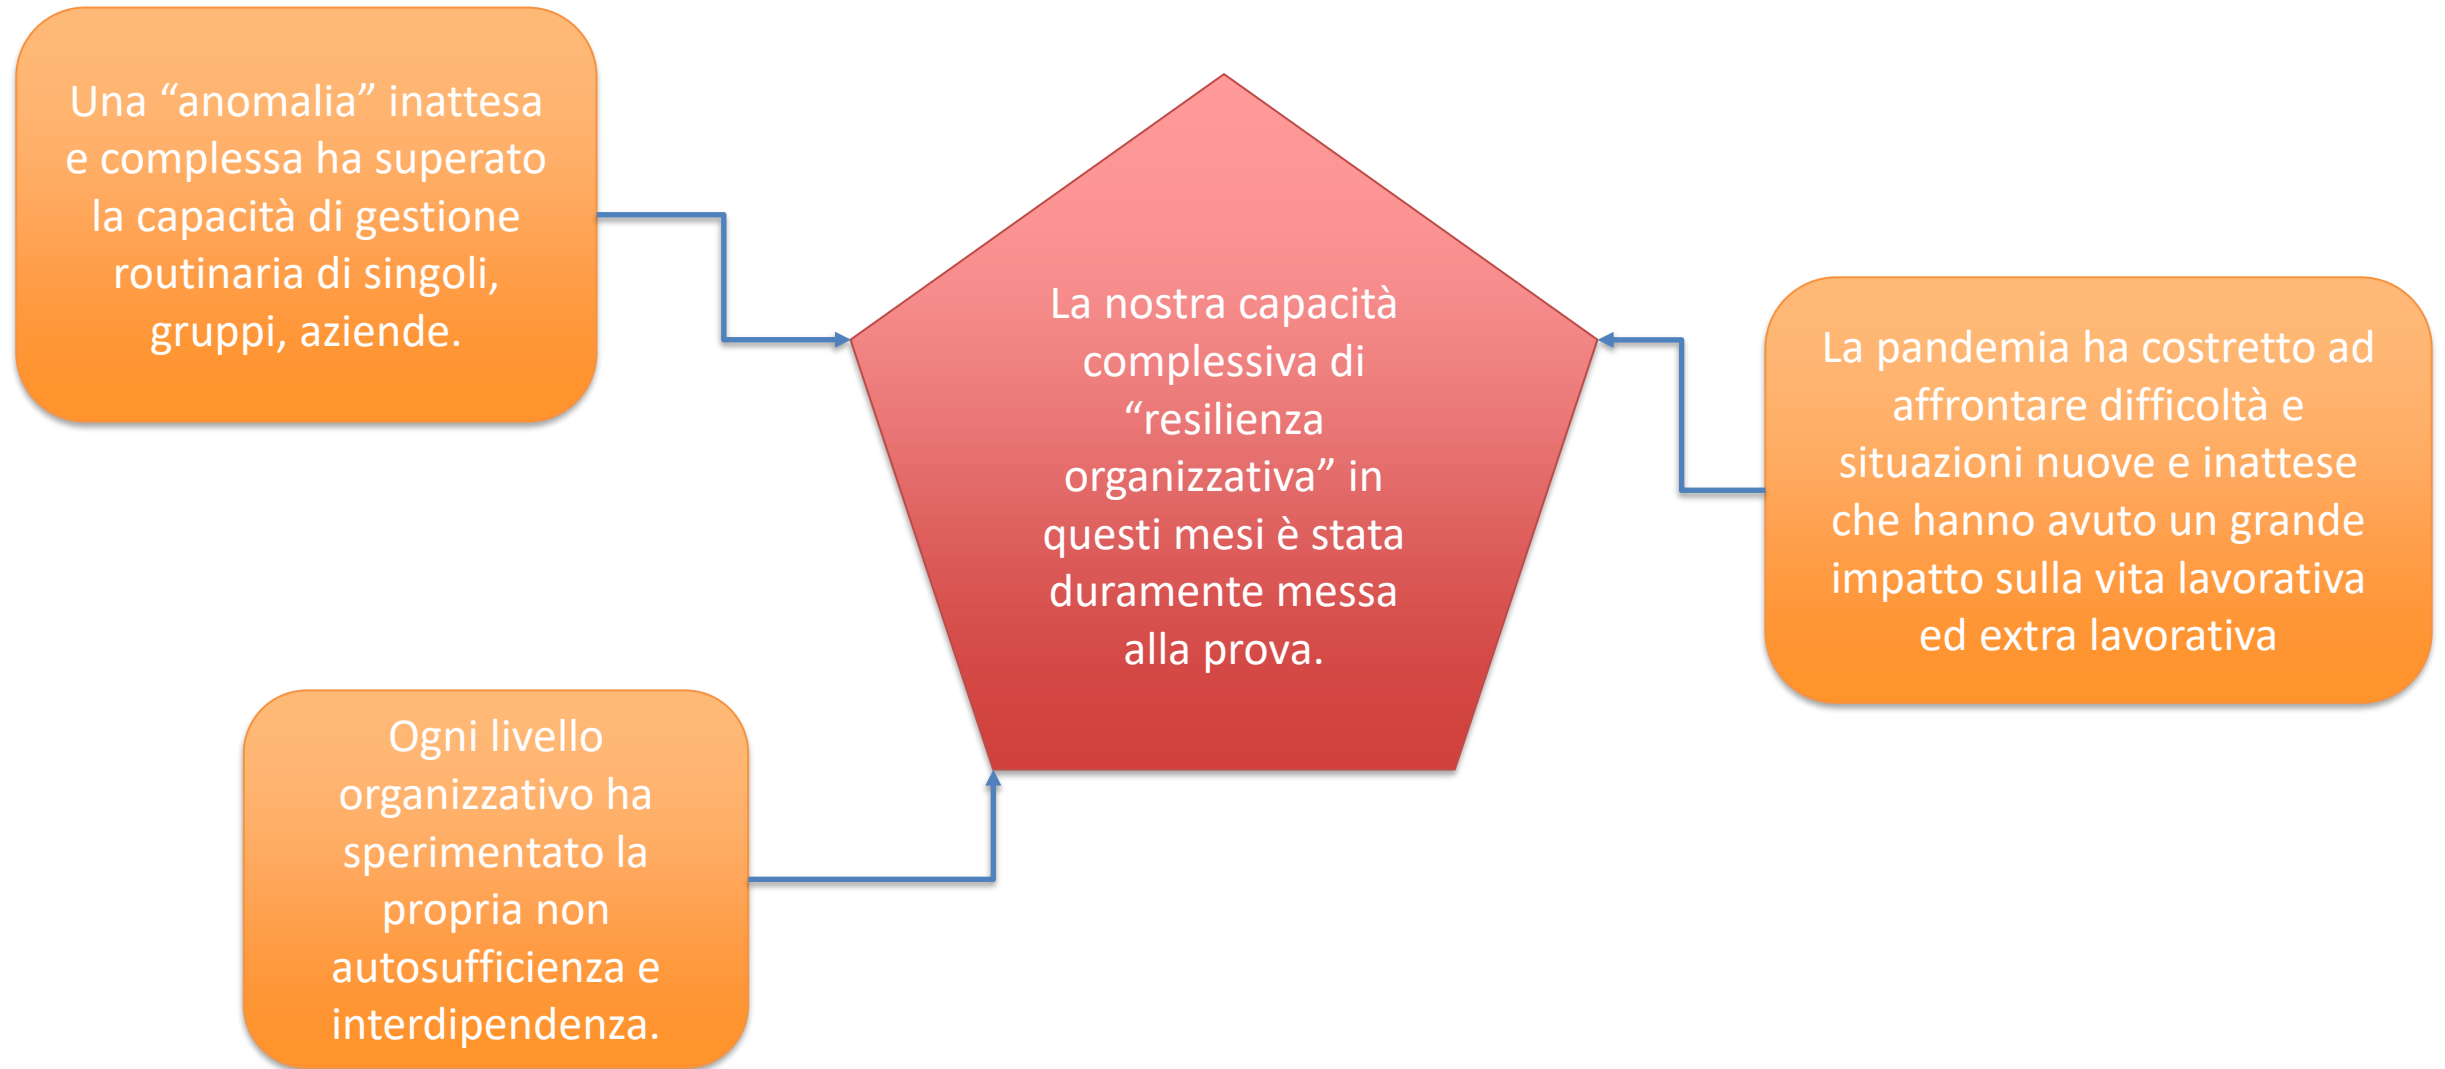 Una “anomalia” inattesa
e complessa ha superato
la capacità di gestione
routinaria di singoli,
gruppi, aziende.
La nostra capacità
complessiva di
“resilienza
organizzativa” in
questi mesi è stata
duramente messa
alla prova.
La pandemia ha costretto ad
affrontare difficoltà e
situazioni nuove e inattese
che hanno avuto un grande
impatto sulla vita lavorativa
ed extra lavorativa
Ogni livello
organizzativo ha
sperimentato la
propria non
autosufficienza e
interdipendenza.